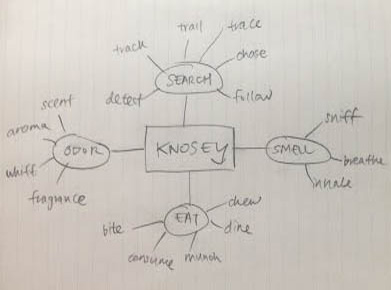 trail
trace
track
chase
SEARCH
detect
follow
scent
aroma
ODOR
whiff
fragrance
KNOSEY
sniff
SMELL
breathe
inhale
chew
EAT
bite
dine
consume
munch